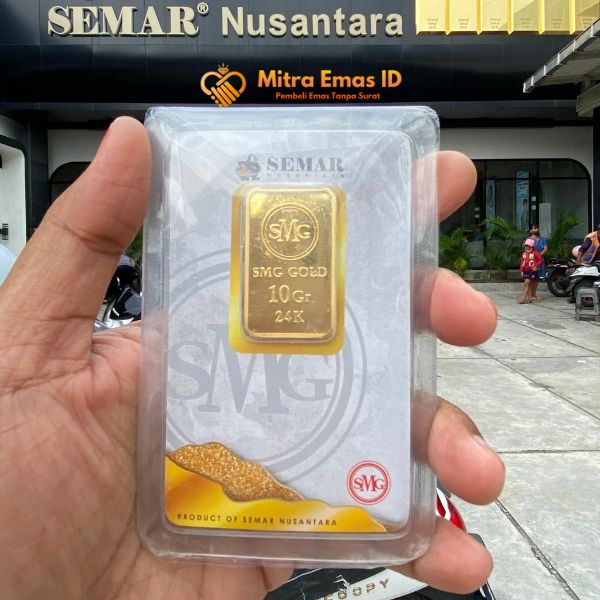 SEMAR® Nusantara
Mitra Emas ID
Pembeli Emas Tanpa Surat
SEMAR
Nusantara
SMG
SMG GOLD
10 Gr.
24K
SMG
SMG
PRODUCT OF SEMAR NUSANTARA